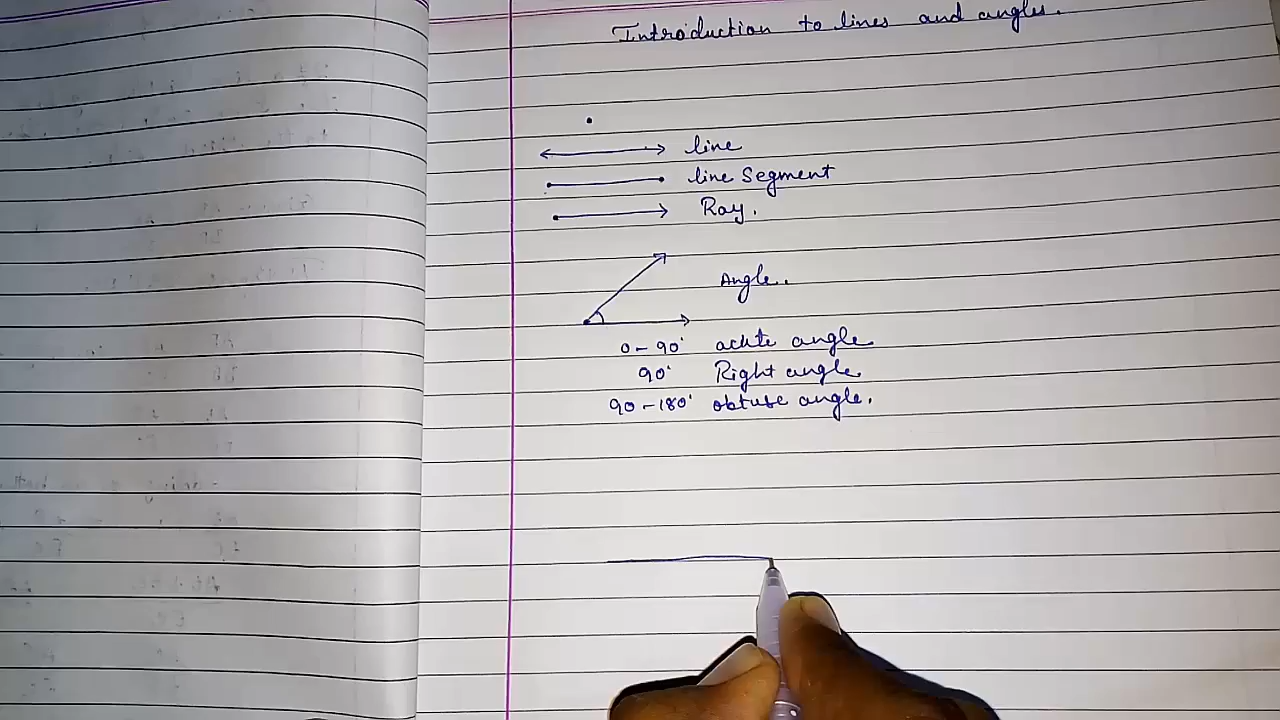 Introduction to lines and angles.
line
line Segment
Ray.
Angle.
0-90° acute angle
90° Right angle
90-180° obtuse angle.